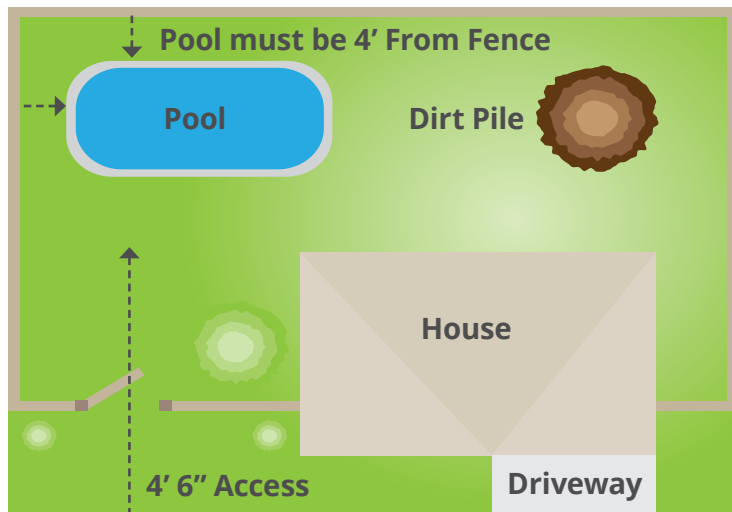 Pool must be 4’ From Fence
Pool
Dirt Pile
House
4’ 6” Access
Driveway